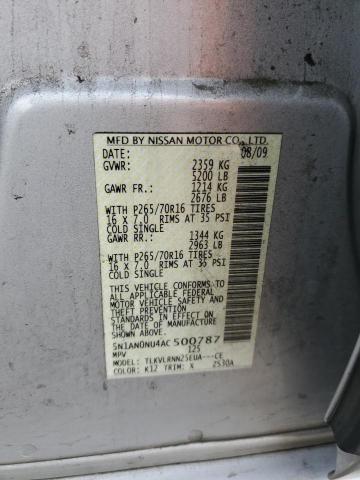 MFD BY NISSAN MOTOR CO., LTD.
DATE: 08/09
GVWR: 2359 KG
5200 LB
GAWR FR.: 1214 KG
2676 LB
WITH P265/70R16 TIRES
16 X 7.0 RIMS AT 35 PSI
COLD SINGLE
GAWR RR.: 1344 KG
2963 LB
WITH P265/70R16 TIRES
16 X 7.0 RIMS AT 35 PSI
COLD SINGLE
THIS VEHICLE CONFORMS TO
ALL APPLICABLE FEDERAL
MOTOR VEHICLE SAFETY
AND THEFT PREVENTION
STANDARDS IN EFFECT
ON THE DATE OF
MANUFACTURE SHOWN
ABOVE.
5N1AN0NU4AC500787
MPV 125
MODEL: TLKVLRNN25EUA---CE
COLOR: K12 TRIM: X 2530A